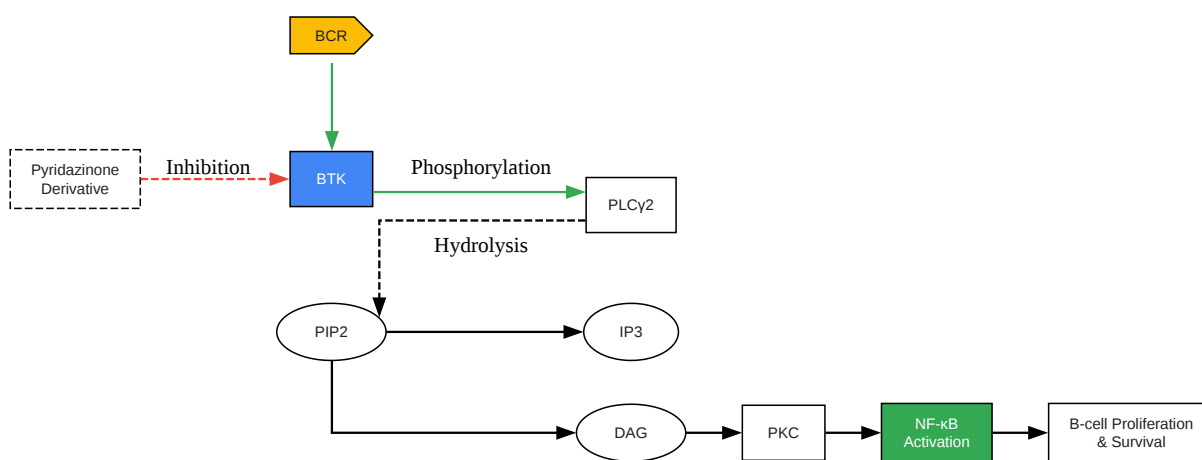 BCR
Pyridazinone
Derivative
Inhibition
BTK
Phosphorylation
PLCγ2
Hydrolysis
PIP2
IP3
DAG
PKC
NF-κB
Activation
B-cell Proliferation
& Survival